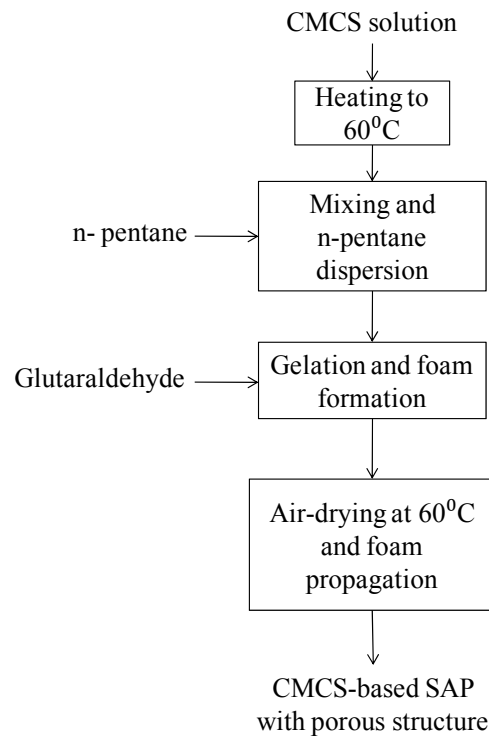 CMCS solution
Heating to
60⁰C
Mixing and
n-pentane
dispersion
n- pentane
Gelation and foam
formation
Glutaraldehyde
Air-drying at 60⁰C
and foam
propagation
CMCS-based SAP
with porous structure